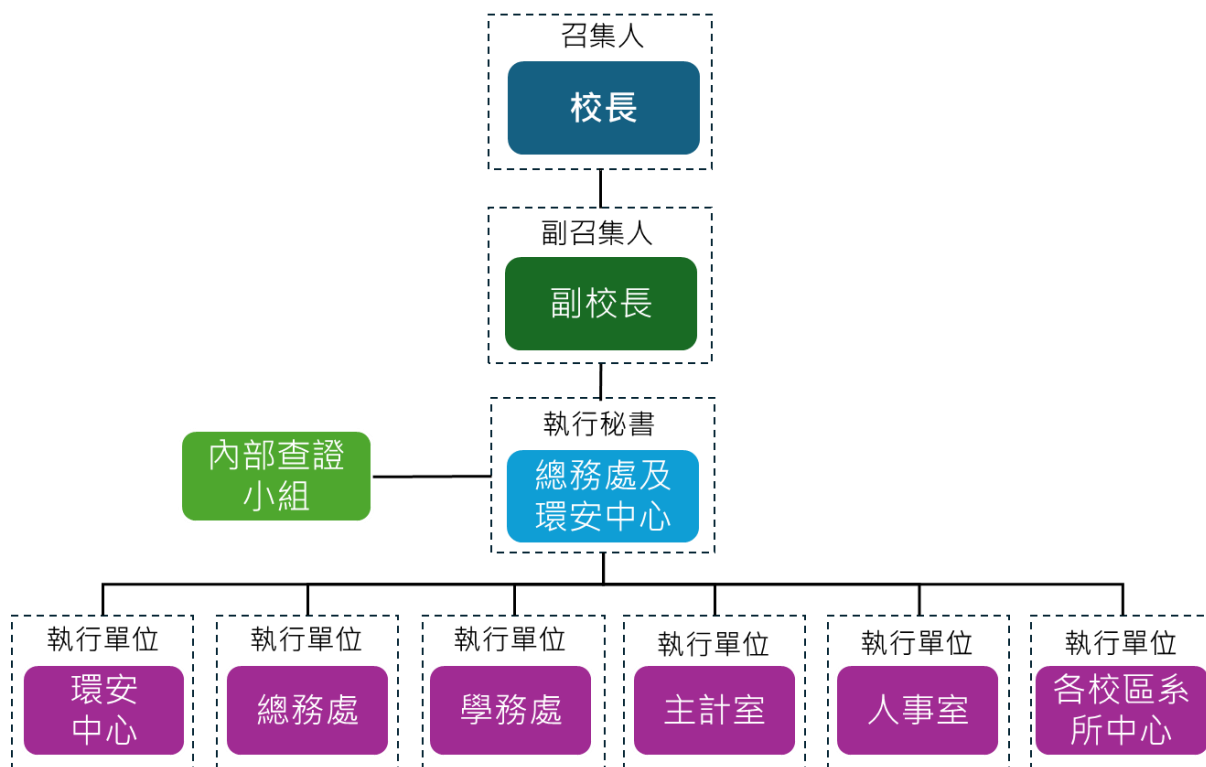 召集人
校長
副召集人
副校長
執行秘書
總務處及
環安中心
內部查證
小組
執行單位
環安
中心
執行單位
總務處
執行單位
學務處
執行單位
主計室
執行單位
人事室
執行單位
各校區系
所中心